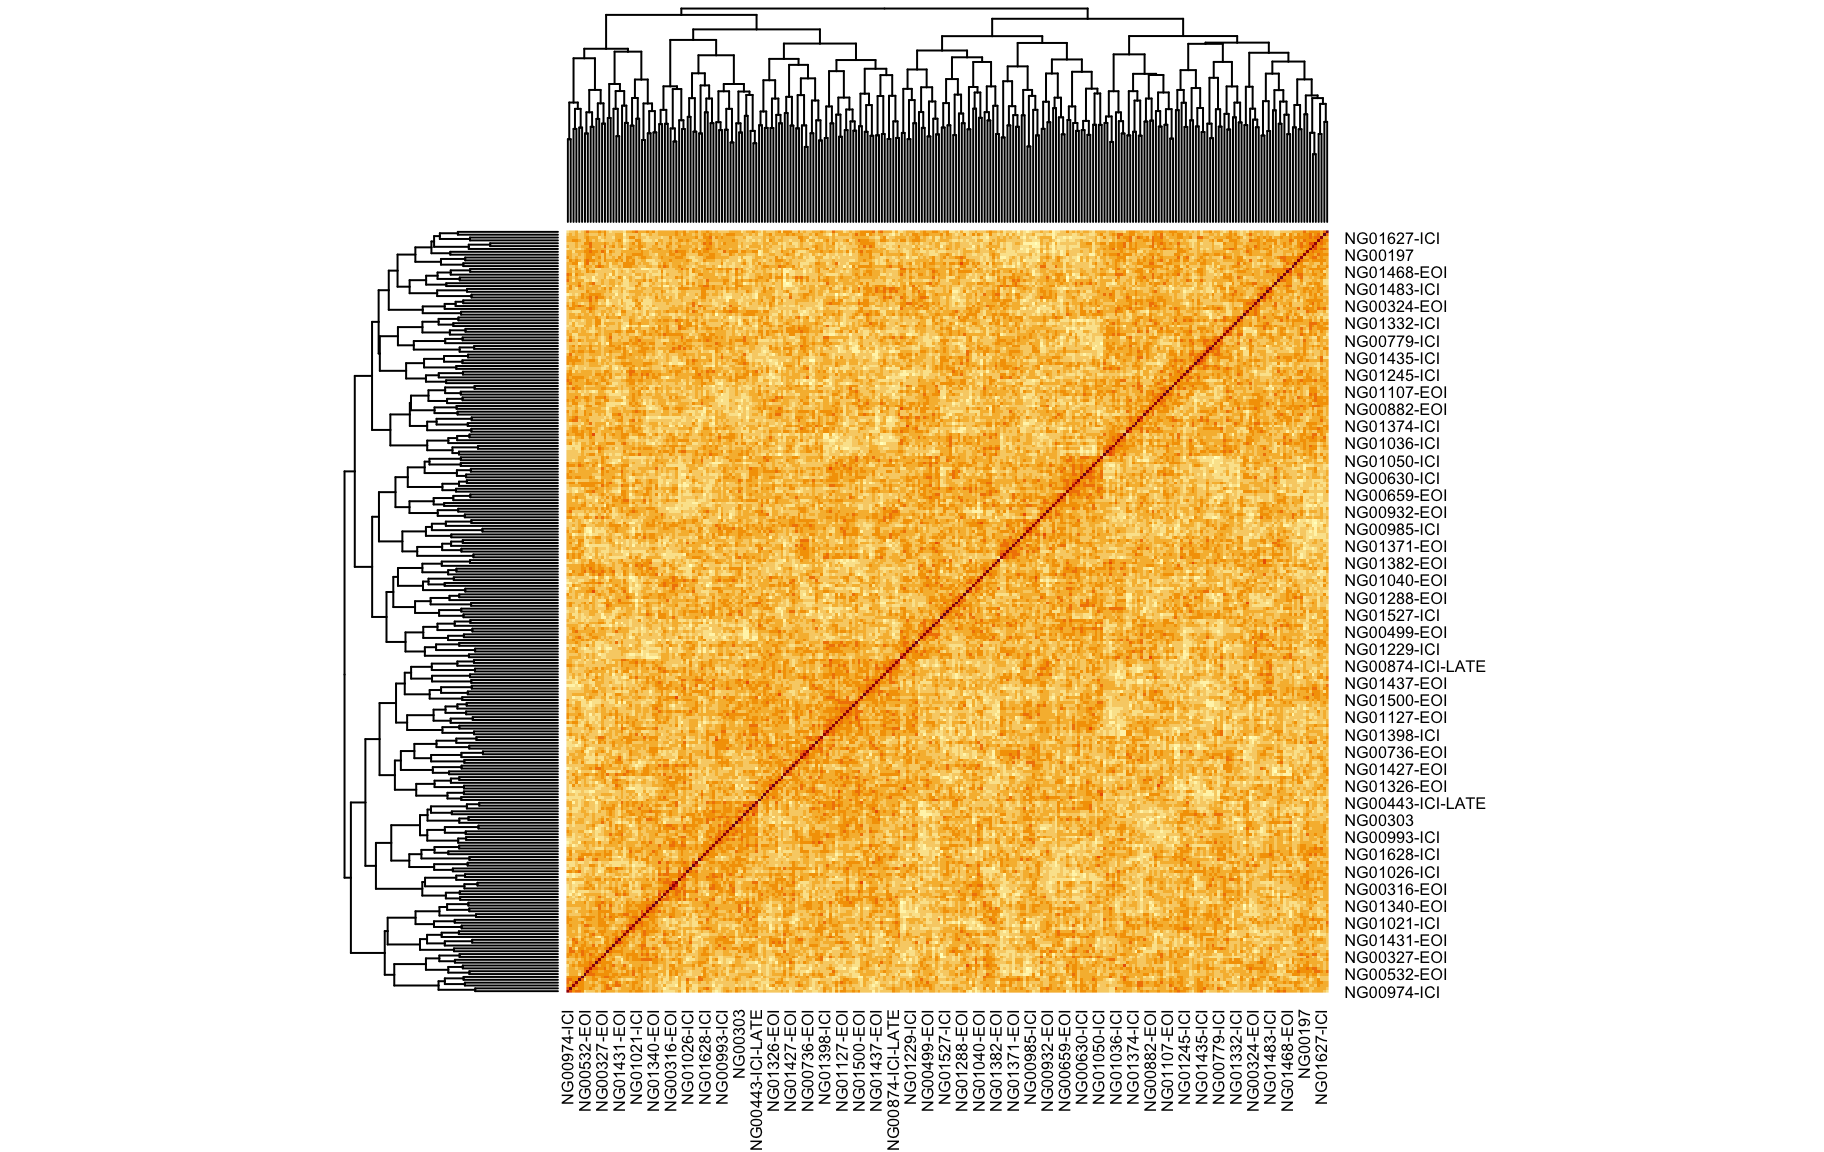 NG01627-ICI
NG00197
NG01468-EOI
NG01483-ICI
NG00324-EOI
NG01332-ICI
NG00779-ICI
NG01435-ICI
NG01245-ICI
NG01107-EOI
NG00882-EOI
NG01374-ICI
NG01036-ICI
NG01050-ICI
NG00630-ICI
NG00659-EOI
NG00932-EOI
NG00985-ICI
NG01371-EOI
NG01382-EOI
NG01040-EOI
NG01288-EOI
NG01527-ICI
NG00499-EOI
NG01229-ICI
NG00874-ICI-LATE
NG01437-EOI
NG01500-EOI
NG01127-EOI
NG01398-ICI
NG00736-EOI
NG01427-EOI
NG01326-EOI
NG00443-ICI-LATE
NG00303
NG00993-ICI
NG01628-ICI
NG01026-ICI
NG00316-EOI
NG01340-EOI
NG01021-ICI
NG01431-EOI
NG00327-EOI
NG00532-EOI
NG00974-ICI
NG00974-ICI
NG00532-EOI
NG00327-EOI
NG01431-EOI
NG01021-ICI
NG01340-EOI
NG00316-EOI
NG01026-ICI
NG01628-ICI
NG00993-ICI
NG00303
NG00443-ICI-LATE
NG01326-EOI
NG01427-EOI
NG00736-EOI
NG01398-ICI
NG01127-EOI
NG01500-EOI
NG01437-EOI
NG00874-ICI-LATE
NG01229-ICI
NG00499-EOI
NG01527-ICI
NG01288-EOI
NG01040-EOI
NG01382-EOI
NG01371-EOI
NG00985-ICI
NG00932-EOI
NG00659-EOI
NG00630-ICI
NG01050-ICI
NG01036-ICI
NG01374-ICI
NG00882-EOI
NG01107-EOI
NG01245-ICI
NG01435-ICI
NG00779-ICI
NG01332-ICI
NG00324-EOI
NG01483-ICI
NG01468-EOI
NG00197
NG01627-ICI